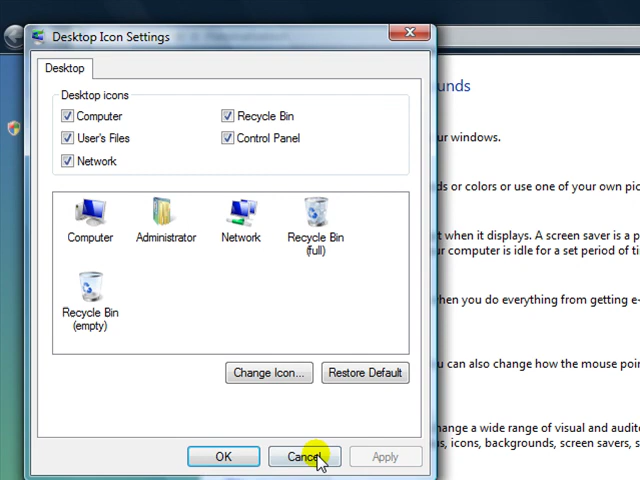 Desktop Icon Settings
Desktop
Desktop icons
Computer
Recycle Bin
User's Files
Control Panel
Network
Computer
Administrator
Network
Recycle Bin
(full)
Recycle Bin
(empty)
Change Icon...
Restore Default
OK
Cancel
Apply
unds
ur windows.
ds or colors or use one of your own pic
t when it displays. A screen saver is a p
ur computer is idle for a set period of ti
hen you do everything from getting e-
u can also change how the mouse poi
hange a wide range of visual and audit
s, icons, backgrounds, screen savers, s